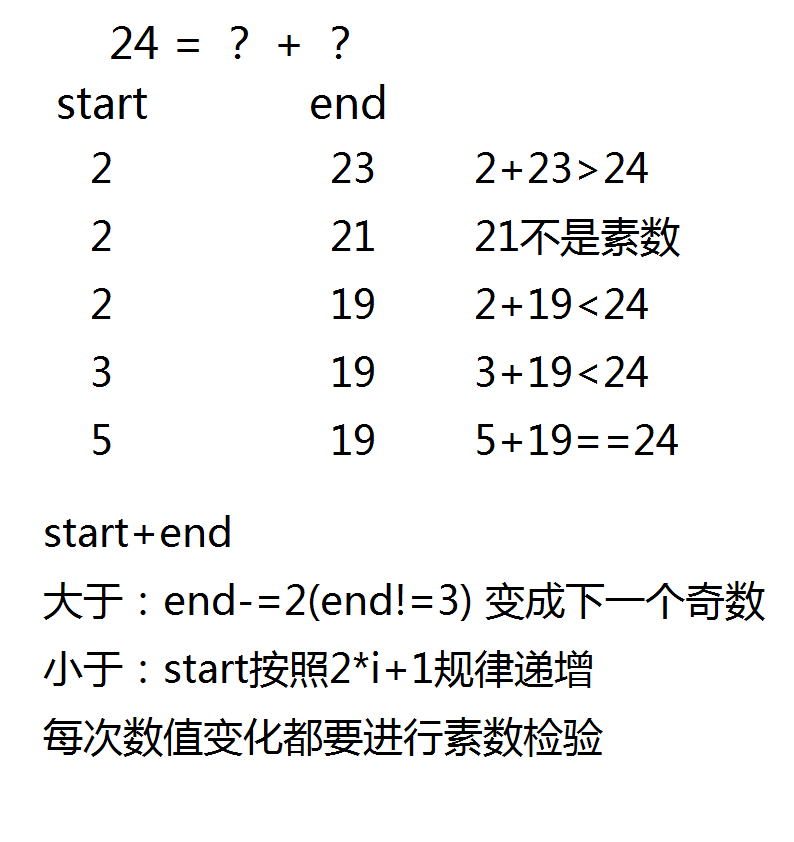 24 = ? + ?
start end
2 23 2+23>24
2 21 21不是素数
2 19 2+19<24
3 19 3+19<24
5 19 5+19==24
start+end
大于：end-=2(end!=3) 变成下一个奇数
小于：start按照2*i+1规律递增
每次数值变化都要进行素数检验